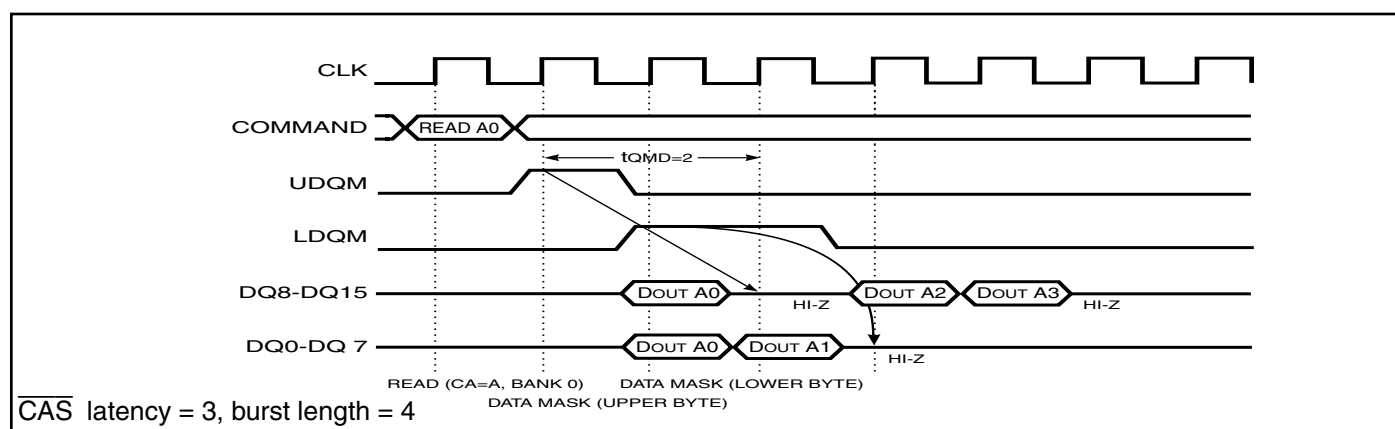 CLK
COMMAND
READ A0
tQMD=2
UDQM
LDQM
DQ8-DQ15
DOUT A0
HI-Z
DOUT A2
DOUT A3
HI-Z
DQ0-DQ 7
DOUT A0
DOUT A1
HI-Z
READ (CA=A, BANK 0)
DATA MASK (LOWER BYTE)
DATA MASK (UPPER BYTE)
CAS latency = 3, burst length = 4